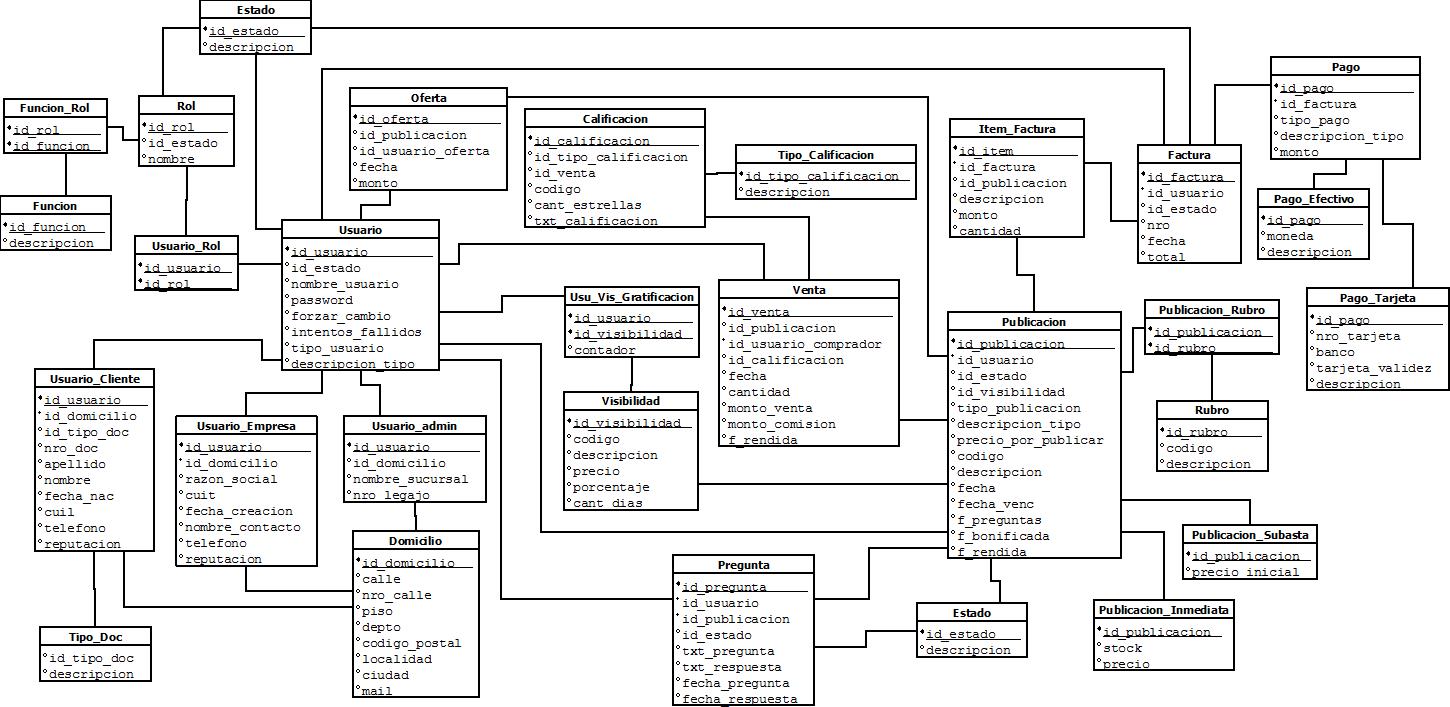 Estado
id_estado
descripcion
Funcion_Rol
id_rol
id_funcion
Rol
id_rol
id_estado
nombre
Funcion
id_funcion
descripcion
Usuario_Rol
id_usuario
id_rol
Oferta
id_oferta
id_publicacion
id_usuario_oferta
fecha
monto
Calificacion
id_calificacion
id_tipo_calificacion
id_venta
codigo
cant_estrellas
txt_calificacion
Tipo_Calificacion
id_tipo_calificacion
descripcion
Item_Factura
id_item
id_factura
id_publicacion
descripcion
monto
cantidad
Factura
id_factura
id_usuario
id_estado
nro
fecha
total
Pago
id_pago
id_factura
tipo_pago
descripcion_tipo
monto
Pago_Efectivo
id_pago
moneda
descripcion
Pago_Tarjeta
id_pago
nro_tarjeta
banco
tarjeta_validez
descripcion
Usuario
id_usuario
id_estado
nombre_usuario
password
forzar_cambio
intentos_fallidos
tipo_usuario
descripcion_tipo
Usu_Vis_Gratificacion
id_usuario
id_visibilidad
contador
Venta
id_venta
id_publicacion
id_usuario_comprador
id_calificacion
fecha
cantidad
monto_venta
monto_comision
f_rendida
Publicacion
id_publicacion
id_usuario
id_estado
id_visibilidad
tipo_publicacion
descripcion_tipo
precio_por_publicar
codigo
descripcion
fecha
fecha_venc
f_preguntas
f_bonificada
f_rendida
Publicacion_Rubro
id_publicacion
id_rubro
Rubro
id_rubro
codigo
descripcion
Usuario_Cliente
id_usuario
id_domicilio
id_tipo_doc
nro_doc
apellido
nombre
fecha_nac
cuil
telefono
reputacion
Usuario_Empresa
id_usuario
id_domicilio
razon_social
cuit
fecha_creacion
nombre_contacto
telefono
reputacion
Usuario_admin
id_usuario
id_domicilio
nombre_sucursal
nro_legajo
Visibilidad
id_visibilidad
codigo
descripcion
precio
porcentaje
cant_dias
Domicilio
id_domicilio
calle
nro_calle
piso
depto
codigo_postal
localidad
ciudad
mail
Tipo_Doc
id_tipo_doc
descripcion
Pregunta
id_pregunta
id_usuario
id_publicacion
id_estado
txt_pregunta
txt_respuesta
fecha_pregunta
fecha_respuesta
Estado
id_estado
descripcion
Publicacion_Subasta
id_publicacion
precio_inicial
Publicacion_Inmediata
id_publicacion
stock
precio